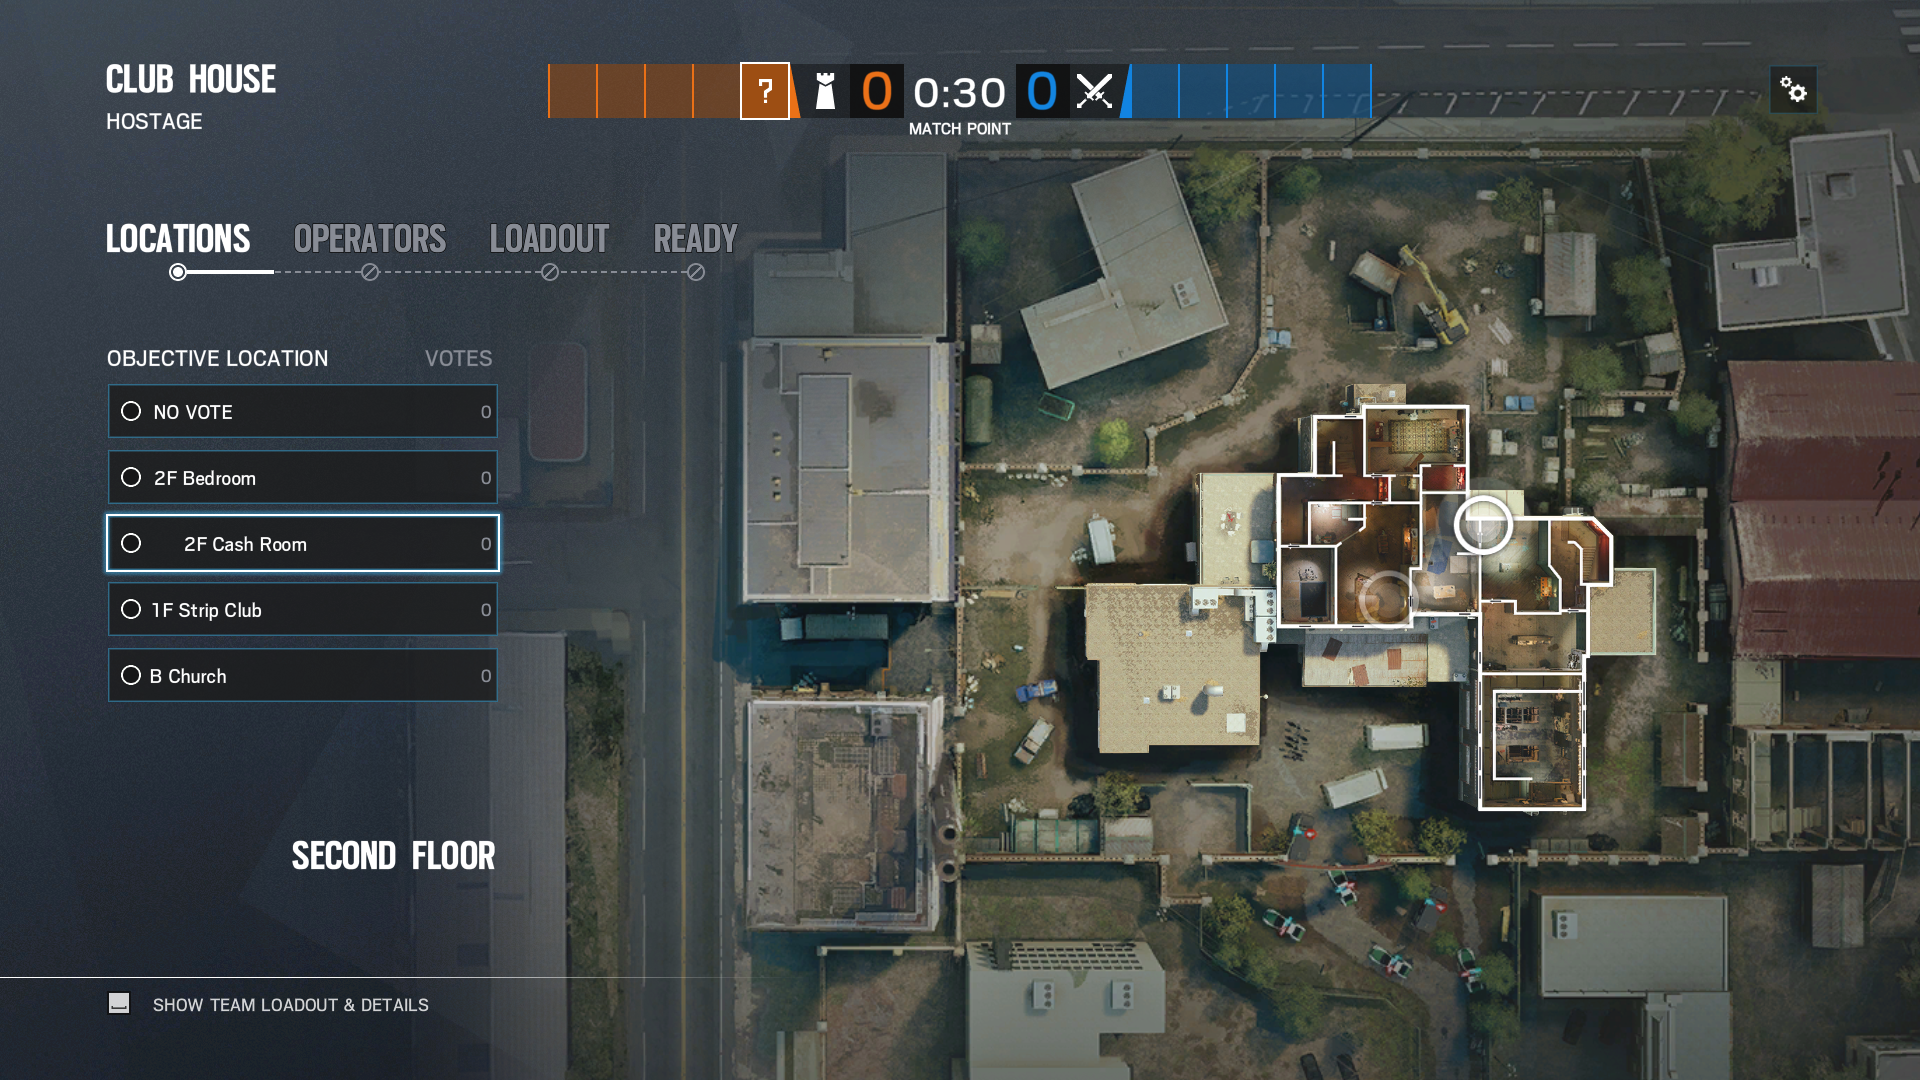 CLUB HOUSE
HOSTAGE
?
0
0:30
0
MATCH POINT
LOCATIONS
OPERATORS
LOADOUT
READY
OBJECTIVE LOCATION
VOTES
NO VOTE
0
2F Bedroom
0
2F Cash Room
0
1F Strip Club
0
B Church
0
SECOND FLOOR
SHOW TEAM LOADOUT & DETAILS